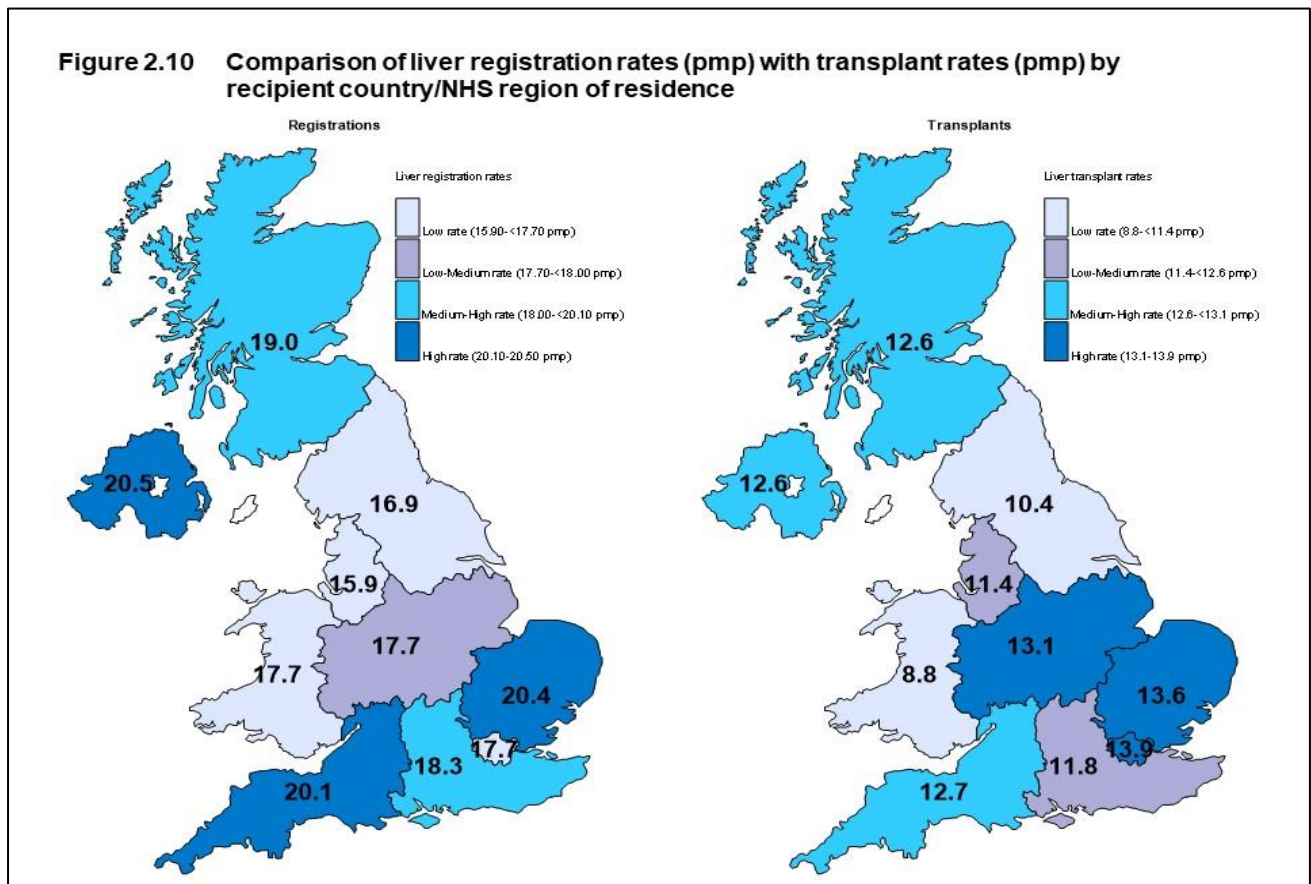 Figure 2.10 Comparison of liver registration rates (pmp) with transplant rates (pmp) by
recipient country/NHS region of residence
Registrations
Liver registration rates
Low rate (15.90-<17.70 pmp)
Low-Medium rate (17.70-<18.00 pmp)
Medium-High rate (18.00-<20.10 pmp)
High rate (20.10-20.50 pmp)
19.0
20.5
16.9
15.9
17.7
17.7
20.4
17.7
18.3
20.1
Transplants
Liver transplant rates
Low rate (8.8-<11.4 pmp)
Low-Medium rate (11.4-<12.6 pmp)
Medium-High rate (12.6-<13.1 pmp)
High rate (13.1-13.9 pmp)
12.6
12.6
10.4
11.4
13.1
8.8
13.6
13.9
11.8
12.7